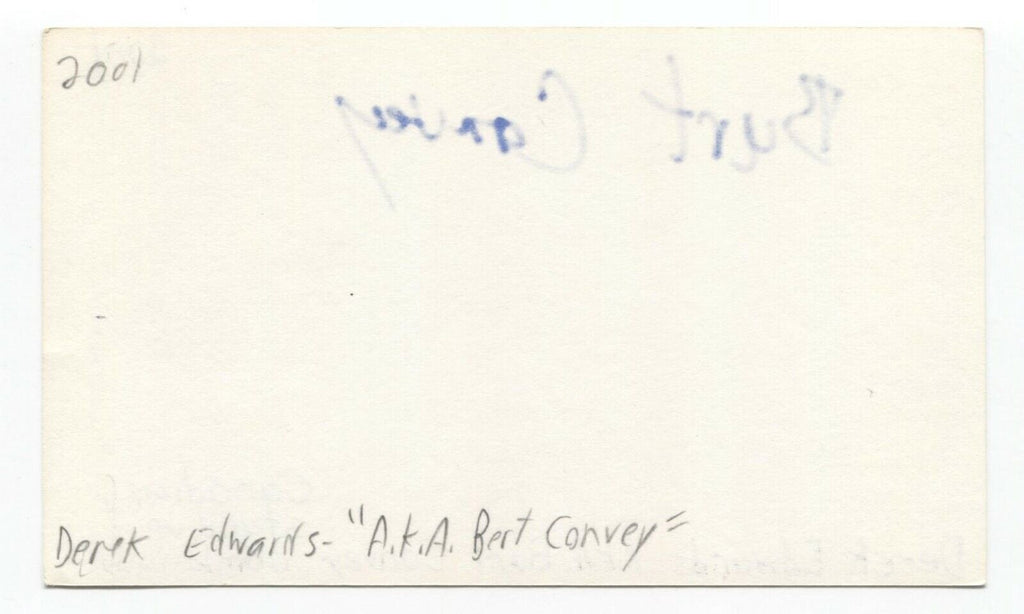 2001
Burt Convey
Derek Edwards - "A.K.A. Bert Convey"